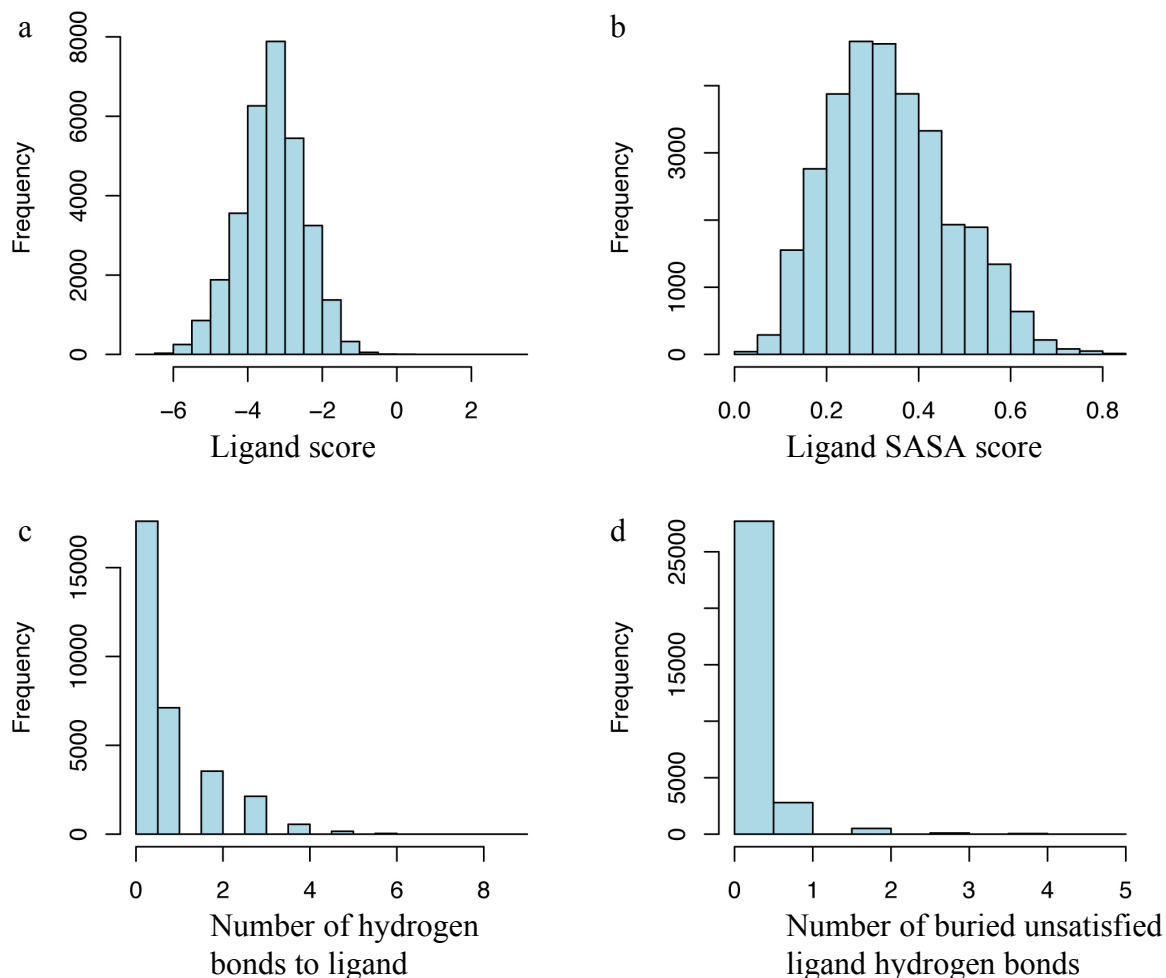 a
8000
6000
4000
2000
0
Frequency
−6 −4 −2 0 2
Ligand score
b
3000
1000
0
Frequency
0.0 0.2 0.4 0.6 0.8
Ligand SASA score
c
15000
10000
5000
0
Frequency
0 2 4 6 8
Number of hydrogen
bonds to ligand
d
25000
15000
5000
0
Frequency
0 1 2 3 4 5
Number of buried unsatisfied
ligand hydrogen bonds